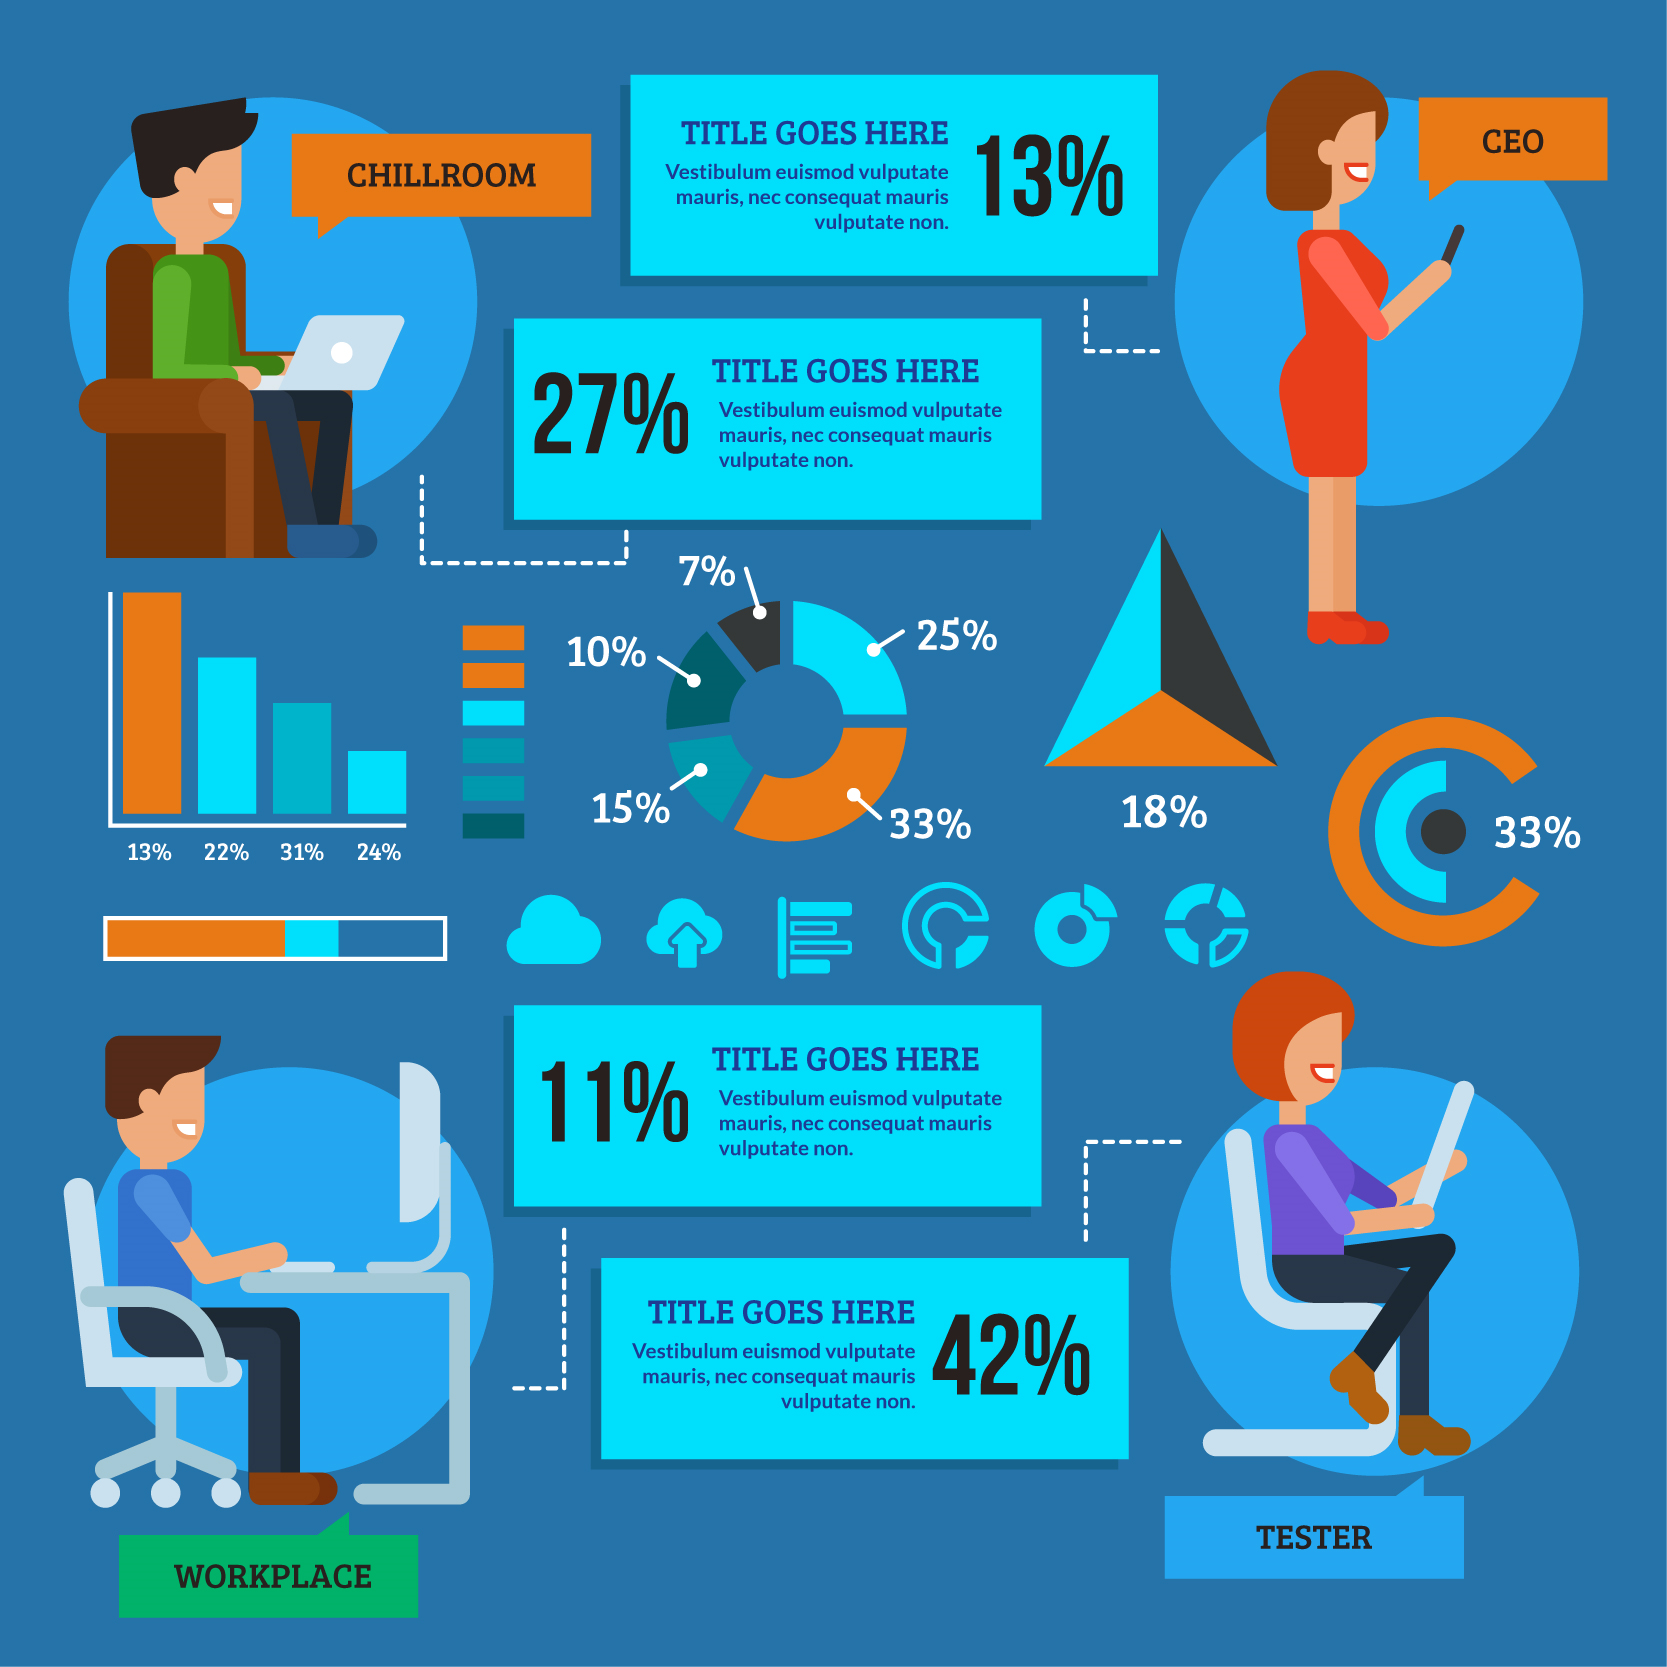 CHILLROOM
TITLE GOES HERE
Vestibulum euismod vulputate
mauris, nec consequat mauris
vulputate non.
13%
CEO
27%
TITLE GOES HERE
Vestibulum euismod vulputate
mauris, nec consequat mauris
vulputate non.
13%
22%
31%
24%
7%
10%
25%
15%
33%
18%
33%
11%
TITLE GOES HERE
Vestibulum euismod vulputate
mauris, nec consequat mauris
vulputate non.
TITLE GOES HERE
Vestibulum euismod vulputate
mauris, nec consequat mauris
vulputate non.
42%
WORKPLACE
TESTER